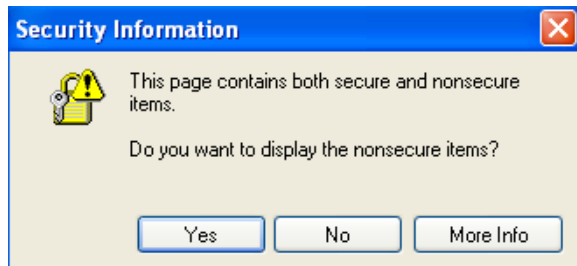 Security Information
This page contains both secure and nonsecure
items.
Do you want to display the nonsecure items?
Yes
No
More Info